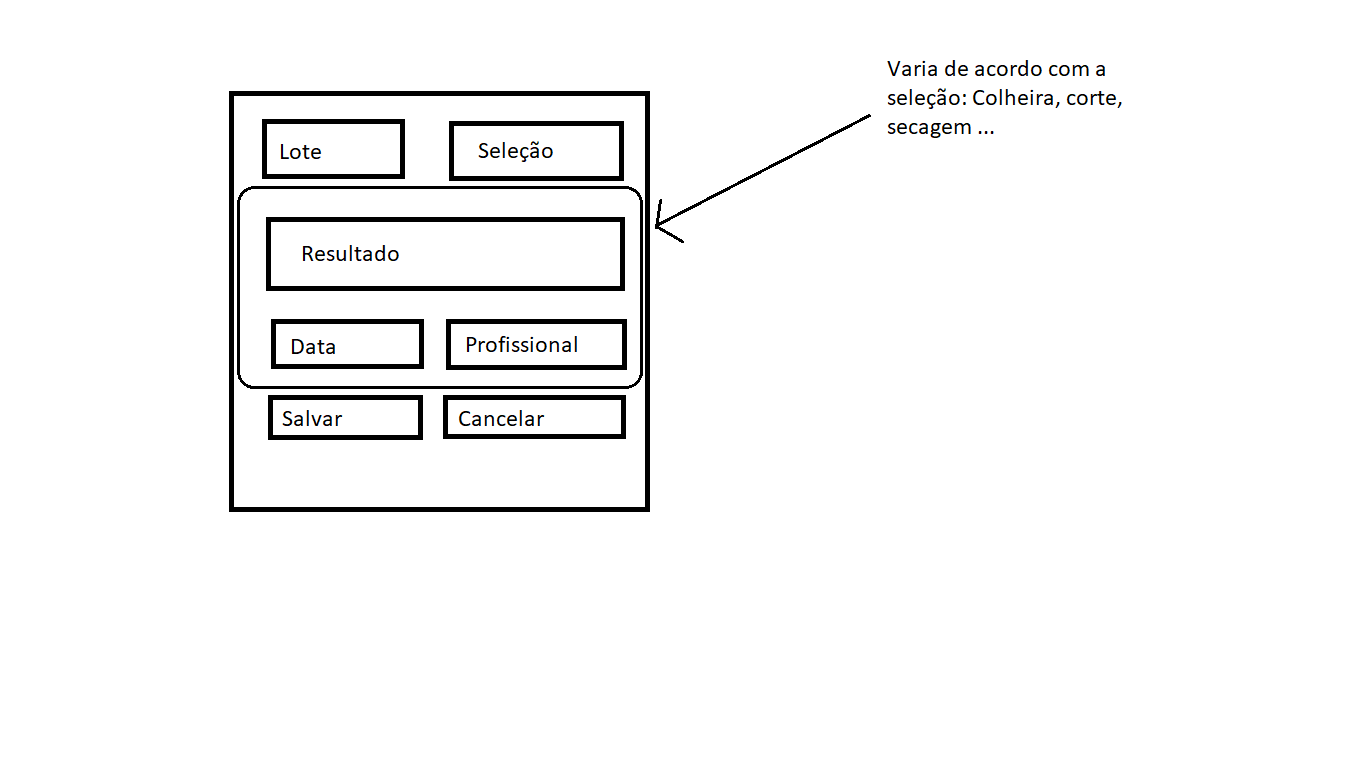 Varia de acordo com a
seleção: Colheira, corte,
secagem ...
Lote
Seleção
Resultado
Data
Profissional
Salvar
Cancelar